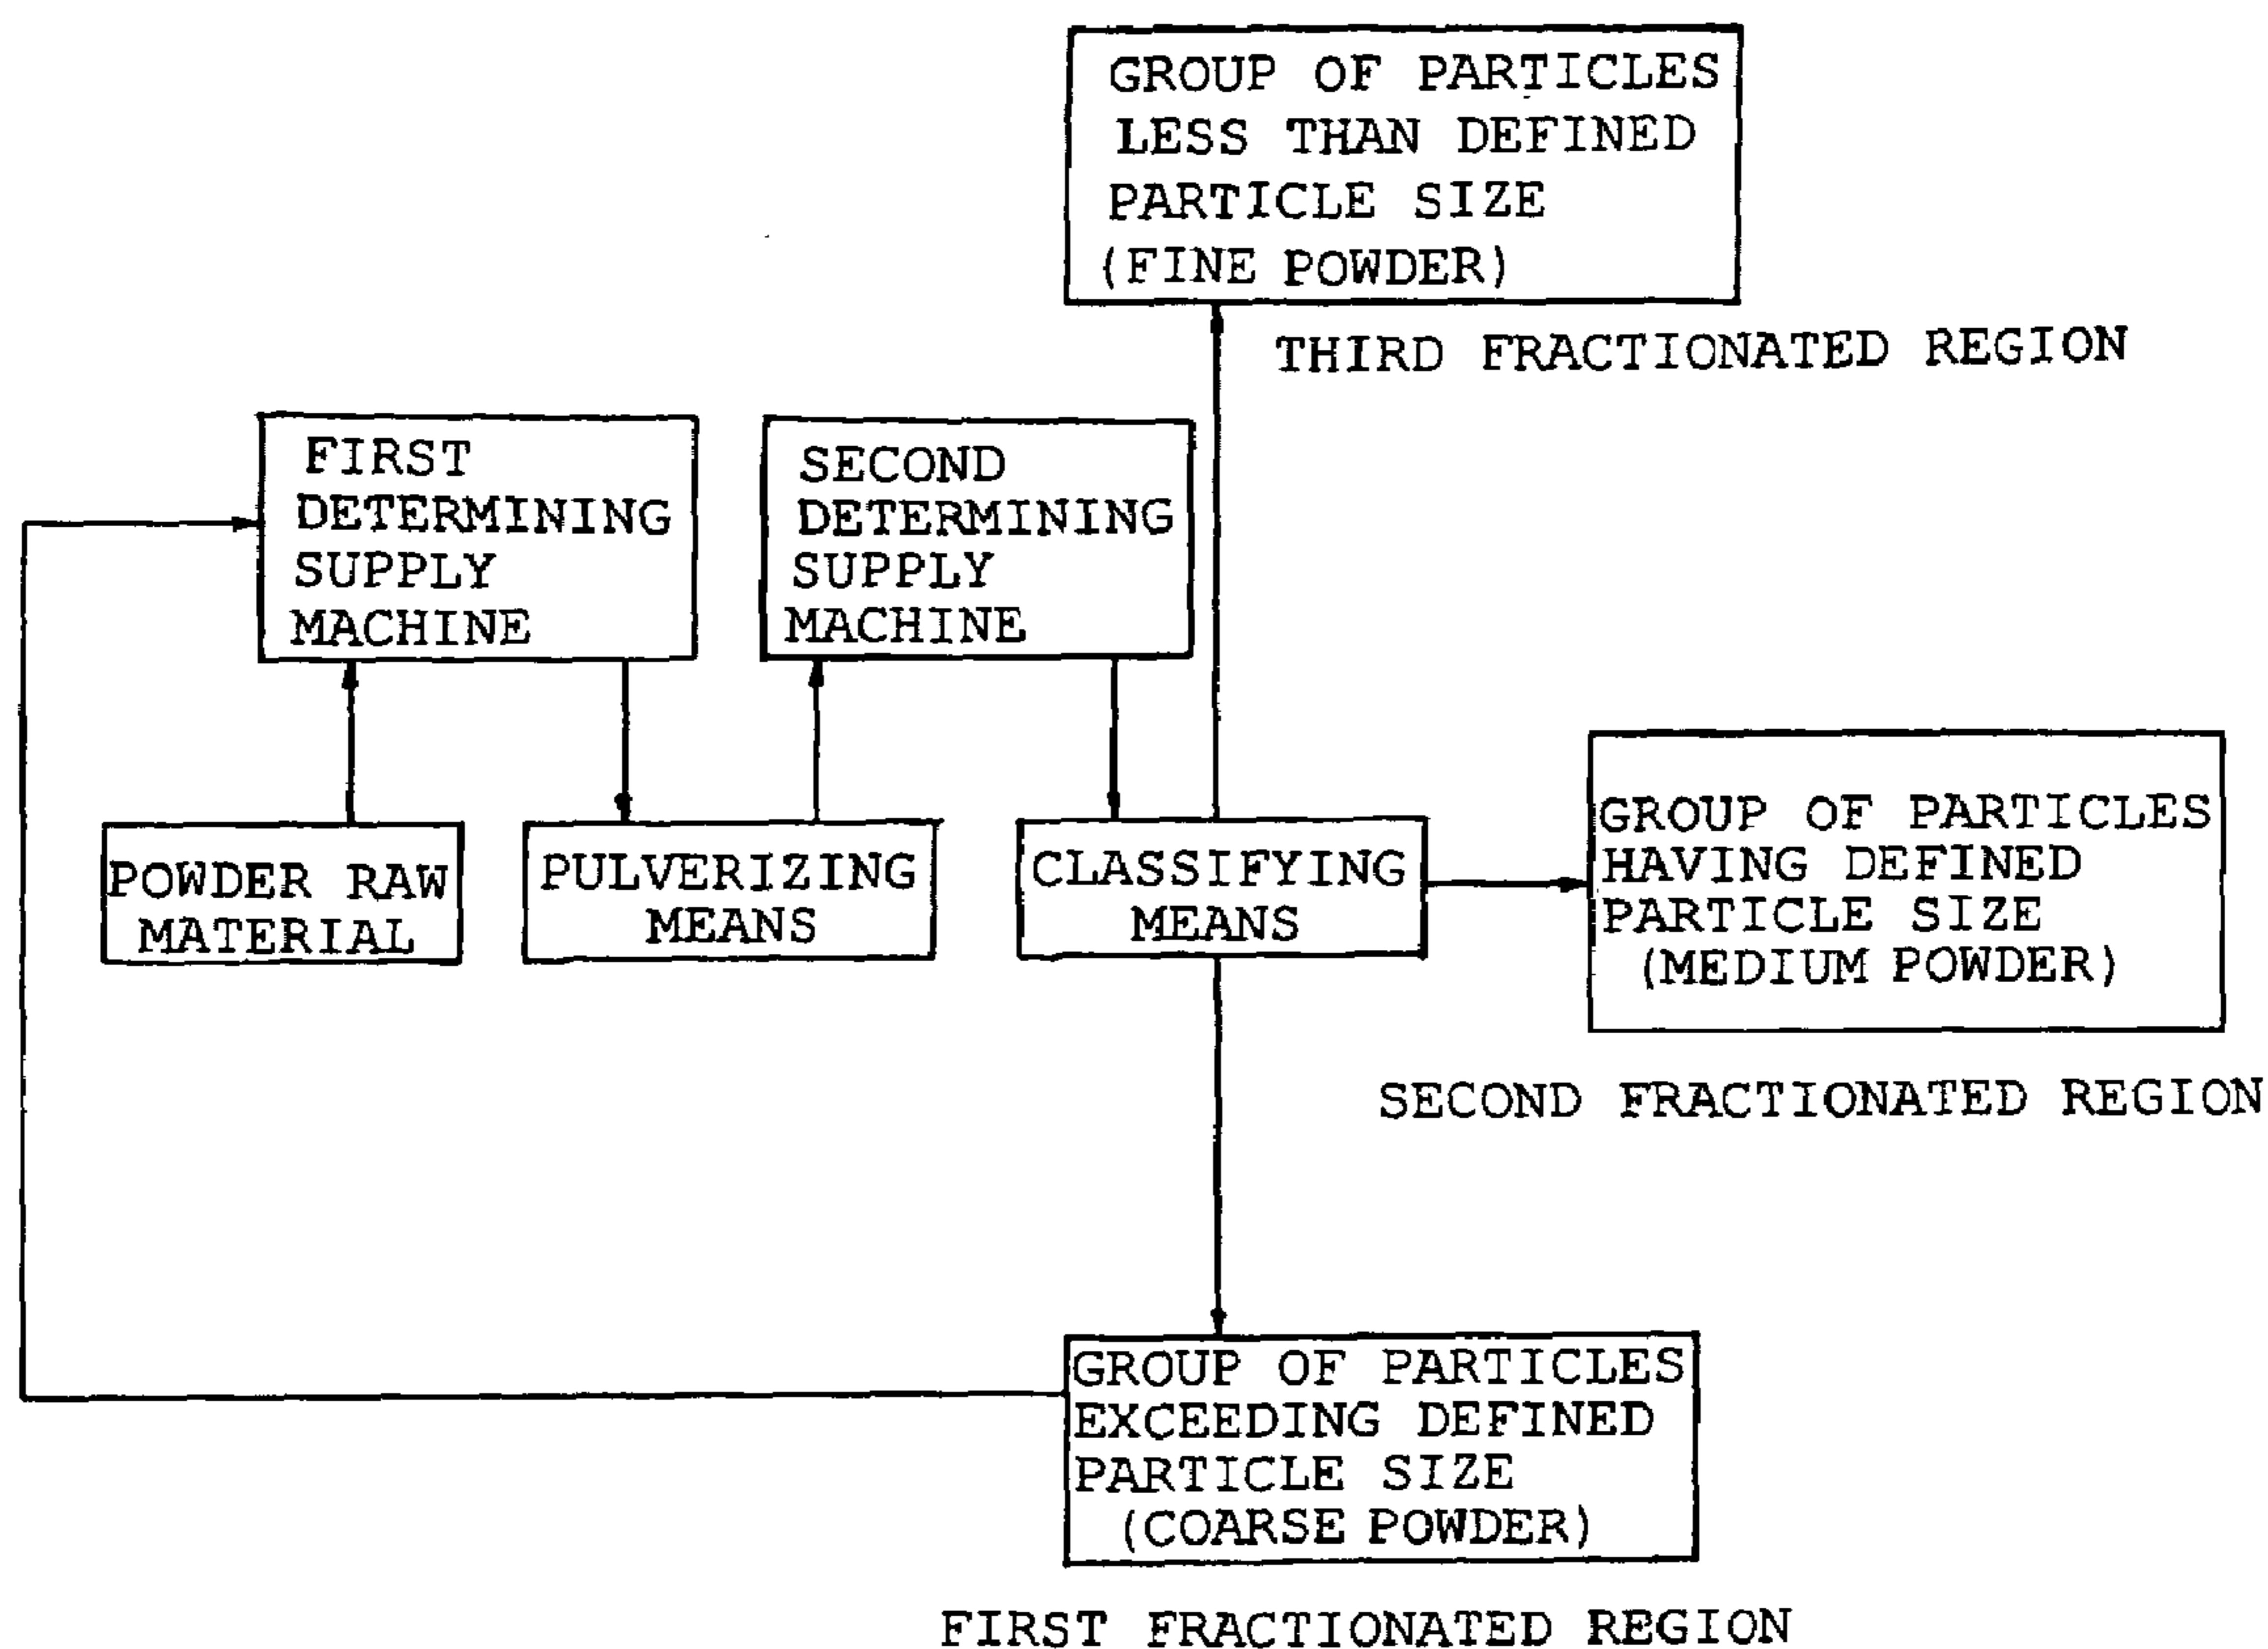 GROUP OF PARTICLES
LESS THAN DEFINED
PARTICLE SIZE
(FINE POWDER)
THIRD FRACTIONATED REGION
FIRST
DETERMINING
SUPPLY
MACHINE
SECOND
DETERMINING
SUPPLY
MACHINE
POWDER RAW
MATERIAL
PULVERIZING
MEANS
CLASSIFYING
MEANS
GROUP OF PARTICLES
HAVING DEFINED
PARTICLE SIZE
(MEDIUM POWDER)
SECOND FRACTIONATED REGION
GROUP OF PARTICLES
EXCEEDING DEFINED
PARTICLE SIZE
(COARSE POWDER)
FIRST FRACTIONATED REGION